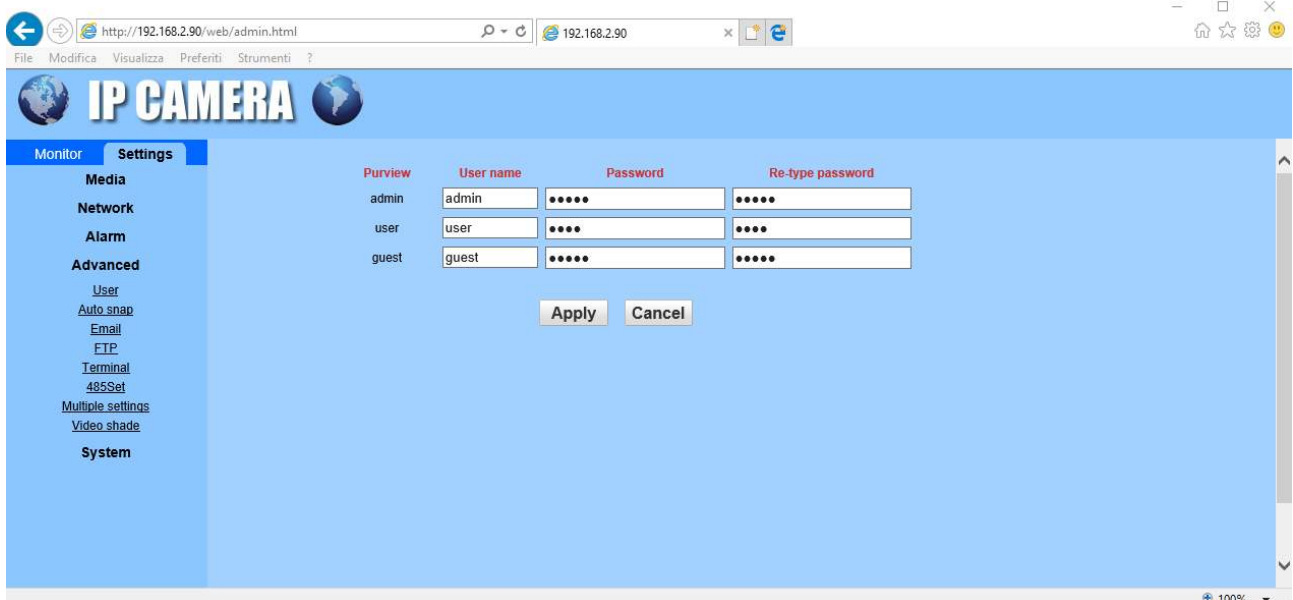 http://192.168.2.90/web/admin.html
192.168.2.90
File Modifica Visualizza Preferiti Strumenti ?
IP CAMERA
Monitor Settings
Media
Network
Alarm
Advanced
User
Auto snap
Email
FTP
Terminal
485Set
Multiple settings
Video shade
System
Purview User name Password Re-type password
admin admin ●●●●● ●●●●●
user user ●●●● ●●●●
guest guest ●●●●● ●●●●●
Apply Cancel
100%